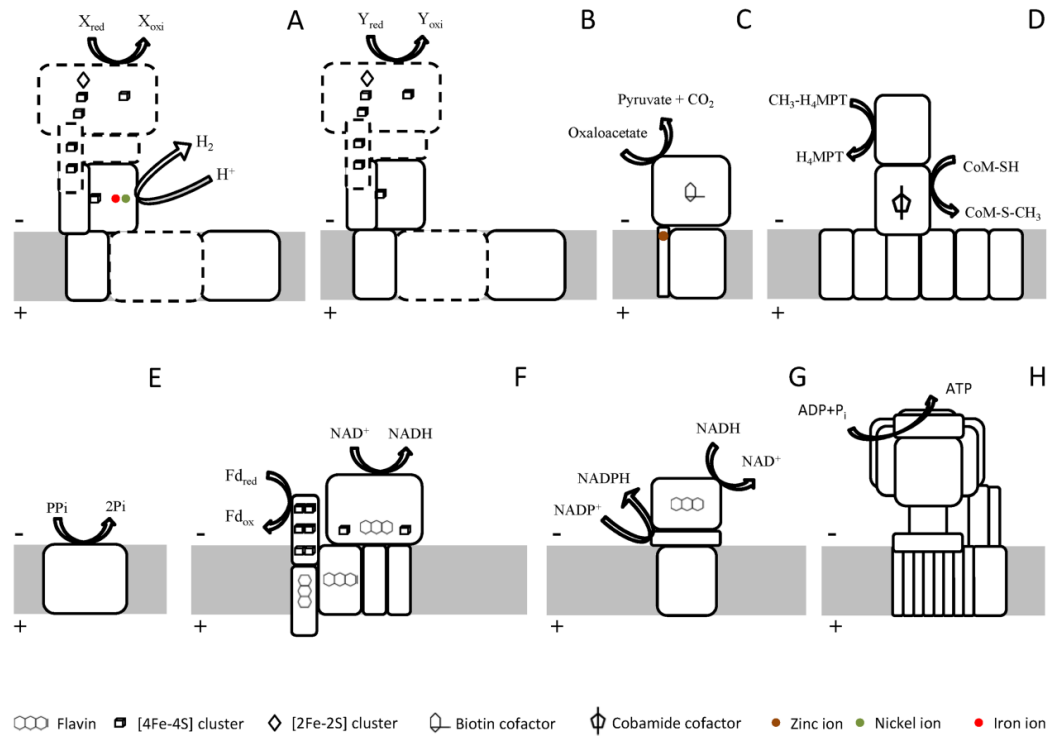 A
X_red X_oxi
H₂
H⁺
-
+
B
Y_red Y_oxi
-
+
C
Pyruvate + CO₂
Oxaloacetate
-
+
D
CH₃-H₄MPT
H₄MPT
CoM-SH
CoM-S-CH₃
-
+
E
PPi 2Pi
-
+
F
NAD⁺ NADH
Fd_red
Fd_ox
-
+
G
NADH
NAD⁺
NADPH
NADP⁺
-
+
H
ATP
ADP+P_i
-
+
Flavin [4Fe-4S] cluster [2Fe-2S] cluster Biotin cofactor Cobamide cofactor Zinc ion Nickel ion Iron ion